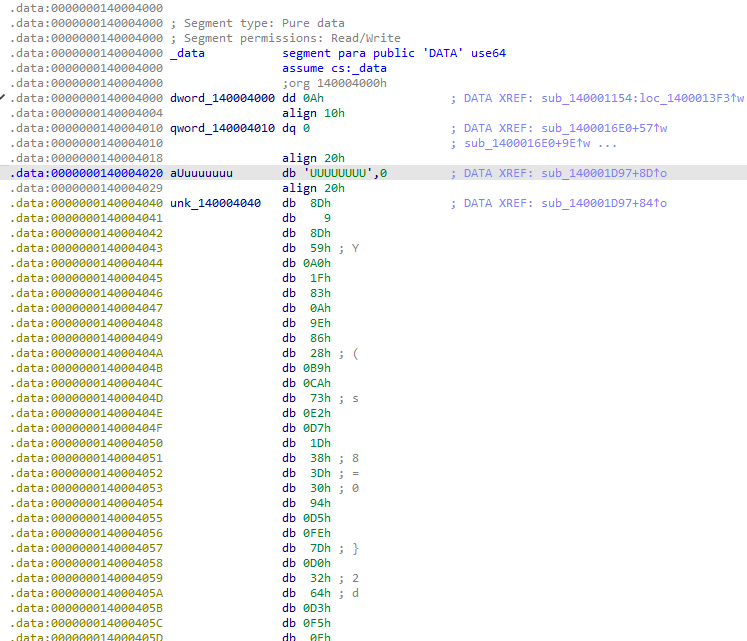 .data:0000000140004000
.data:0000000140004000 ; Segment type: Pure data
.data:0000000140004000 ; Segment permissions: Read/Write
.data:0000000140004000 _data segment para public 'DATA' use64
.data:0000000140004000 assume cs:_data
.data:0000000140004000 ;org 140004000h
.data:0000000140004000 dword_140004000 dd 0Ah ; DATA XREF: sub_140001154:loc_1400013F3↑w
.data:0000000140004004 align 10h
.data:0000000140004010 qword_140004010 dq 0 ; DATA XREF: sub_1400016E0+57↑w
.data:0000000140004010 ; sub_1400016E0+9E↑w ...
.data:0000000140004018 align 20h
.data:0000000140004020 aUuuuuuuu db 'UUUUUUUU',0 ; DATA XREF: sub_140001D97+8D↑o
.data:0000000140004029 align 20h
.data:0000000140004040 unk_140004040 db 8Dh ; DATA XREF: sub_140001D97+84↑o
.data:0000000140004041 db 9
.data:0000000140004042 db 8Dh
.data:0000000140004043 db 59h ; Y
.data:0000000140004044 db 0A0h
.data:0000000140004045 db 1Fh
.data:0000000140004046 db 83h
.data:0000000140004047 db 0Ah
.data:0000000140004048 db 9Eh
.data:0000000140004049 db 86h
.data:000000014000404A db 28h ; (
.data:000000014000404B db 0B9h
.data:000000014000404C db 0CAh
.data:000000014000404D db 73h ; s
.data:000000014000404E db 0E2h
.data:000000014000404F db 0D7h
.data:0000000140004050 db 1Dh
.data:0000000140004051 db 38h ; 8
.data:0000000140004052 db 3Dh ; =
.data:0000000140004053 db 30h ; 0
.data:0000000140004054 db 94h
.data:0000000140004055 db 0D5h
.data:0000000140004056 db 0FEh
.data:0000000140004057 db 7Dh ; }
.data:0000000140004058 db 0D0h
.data:0000000140004059 db 32h ; 2
.data:000000014000405A db 64h ; d
.data:000000014000405B db 0D3h
.data:000000014000405C db 0F5h
.data:000000014000405D db